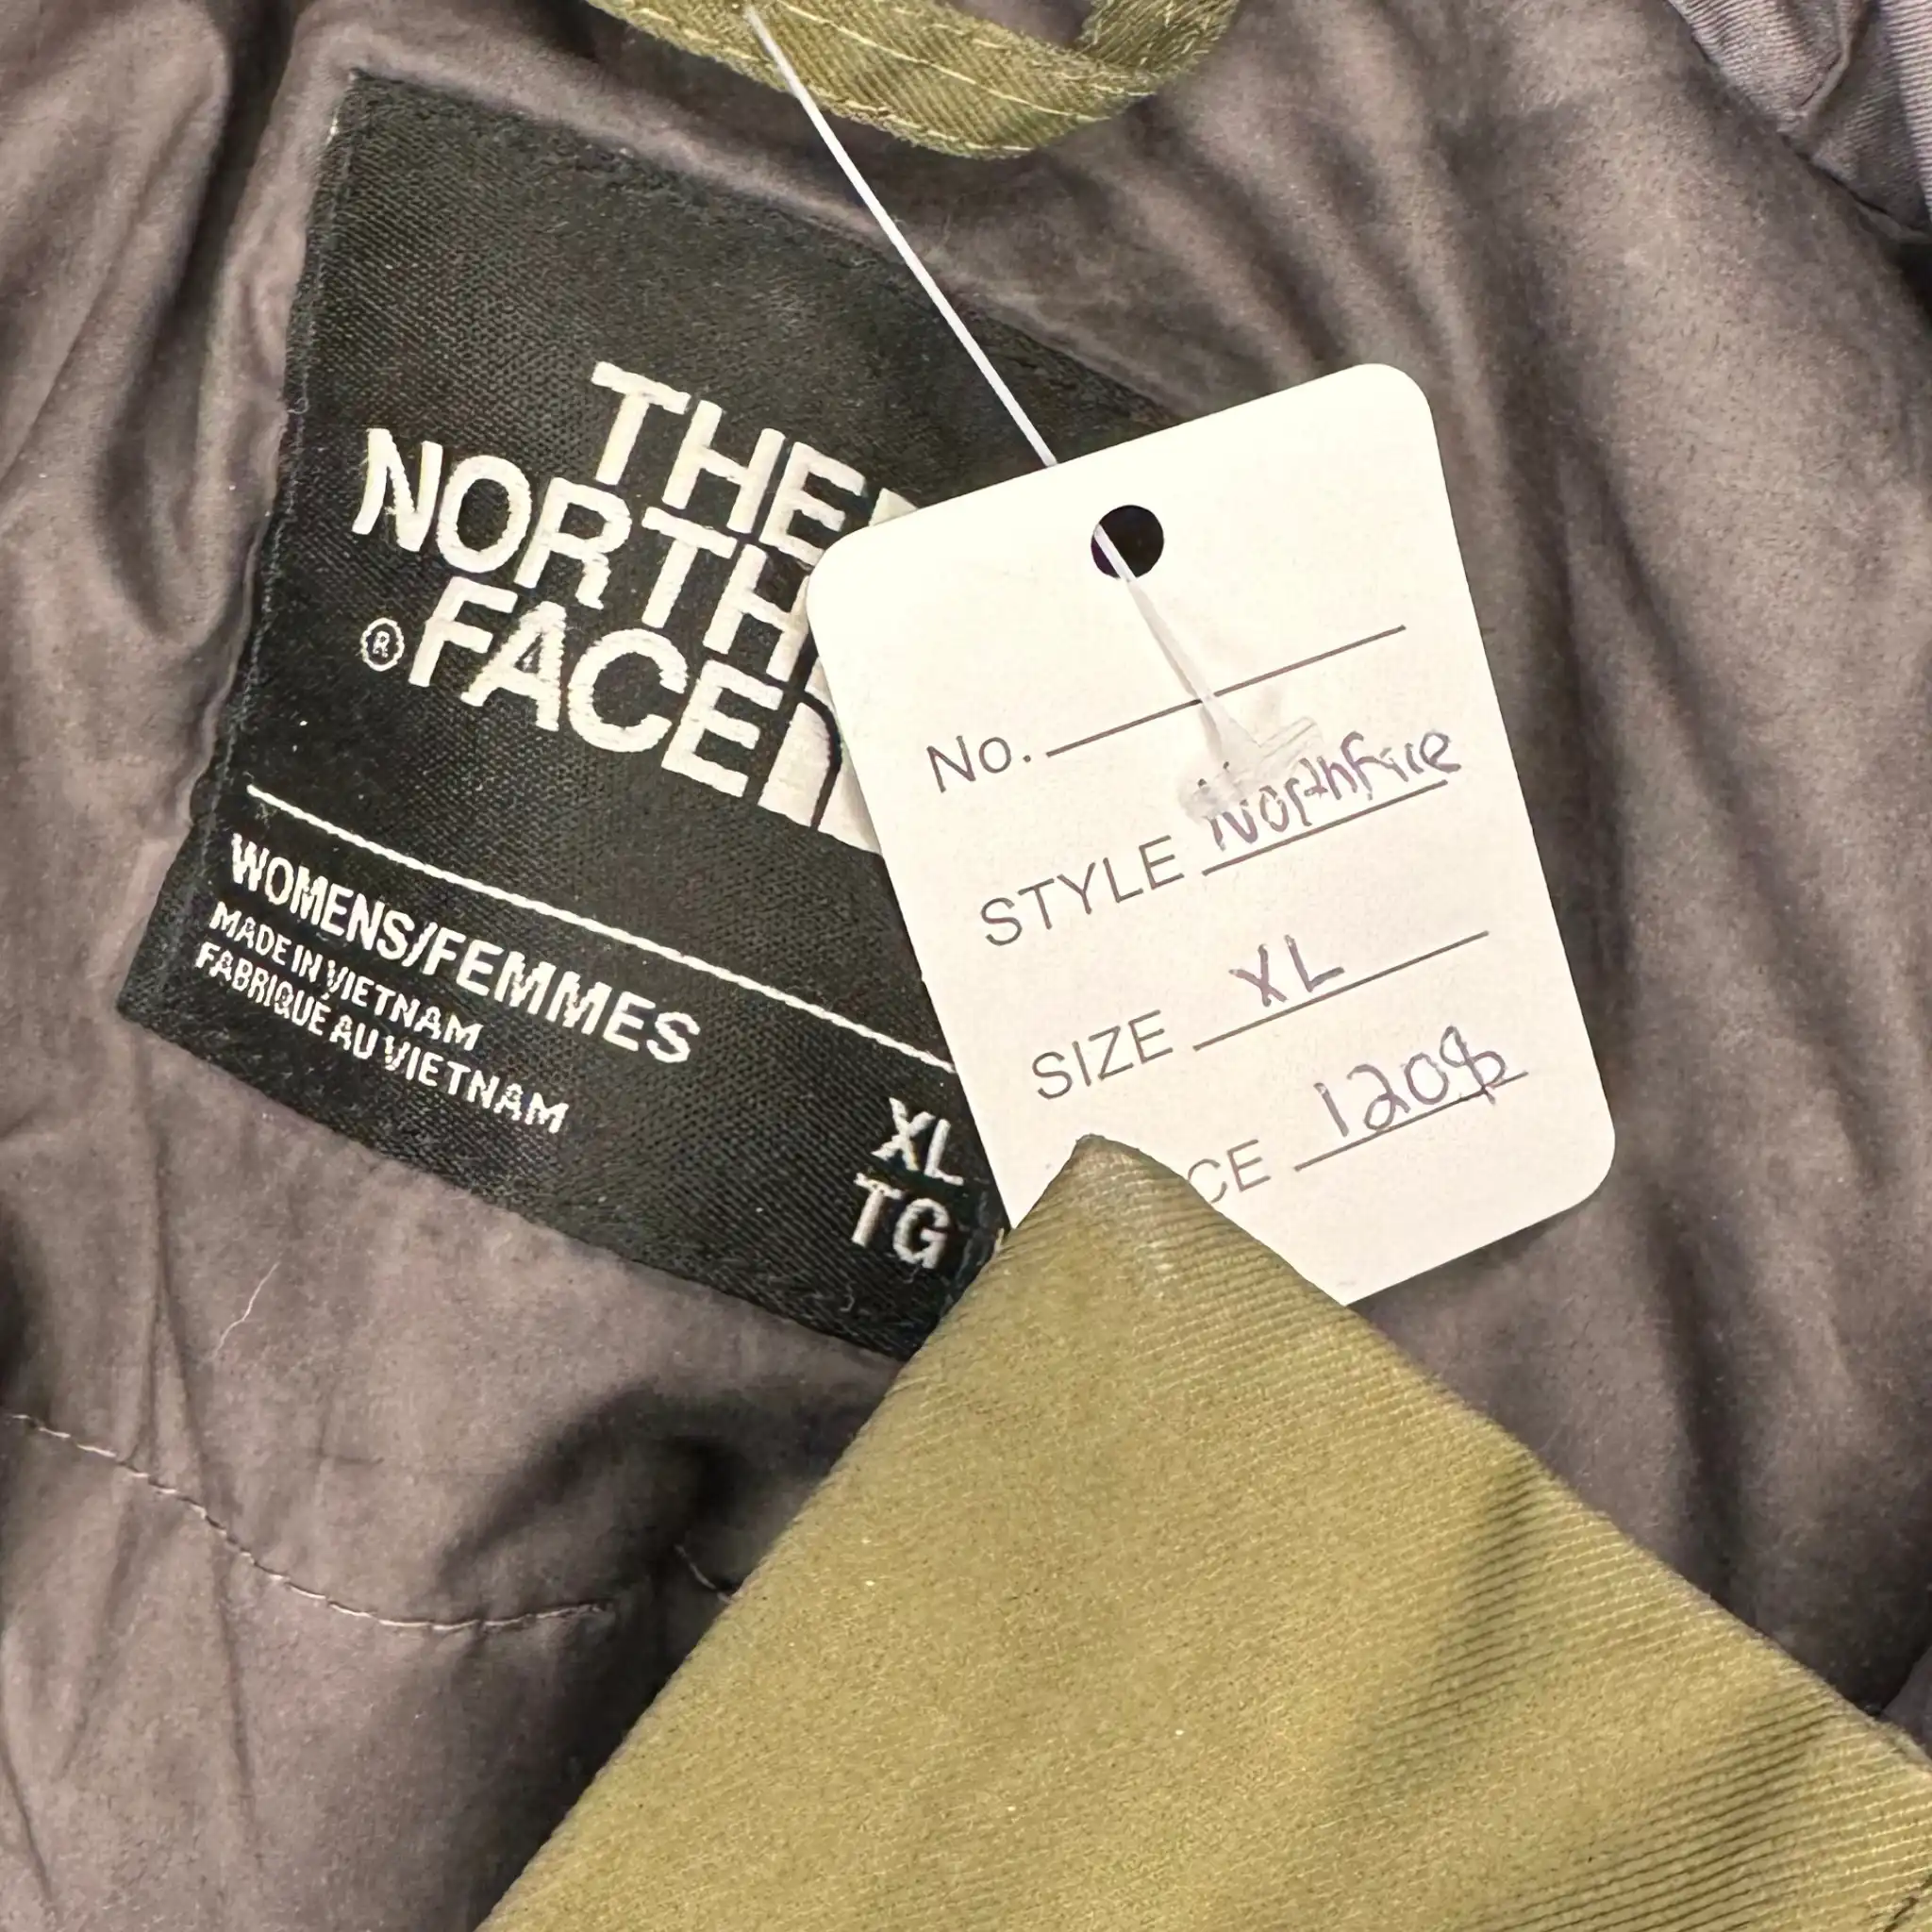 THE
NORTH
FACE
®
WOMENS/FEMMES
MADE IN VIETNAM
FABRIQUÉ AU VIETNAM
XL
TG
No.
STYLE Northface
SIZE XL
CE 120$